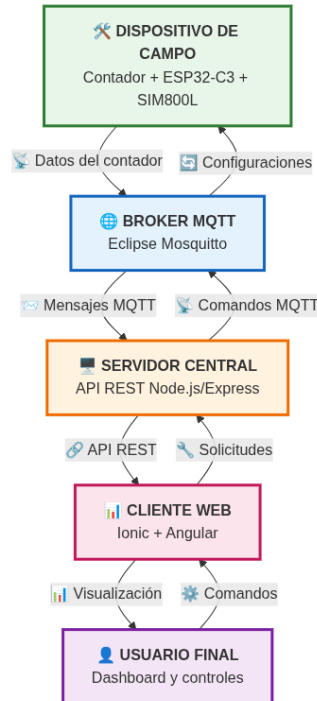 🛠️ DISPOSITIVO DE
CAMPO
Contador + ESP32-C3 +
SIM800L
📡 Datos del contador
🔄 Configuraciones
🌐 BROKER MQTT
Eclipse Mosquitto
📨 Mensajes MQTT
📡 Comandos MQTT
🖥️ SERVIDOR CENTRAL
API REST Node.js/Express
🔗 API REST
🔧 Solicitudes
📊 CLIENTE WEB
Ionic + Angular
📊 Visualización
⚙️ Comandos
👤 USUARIO FINAL
Dashboard y controles